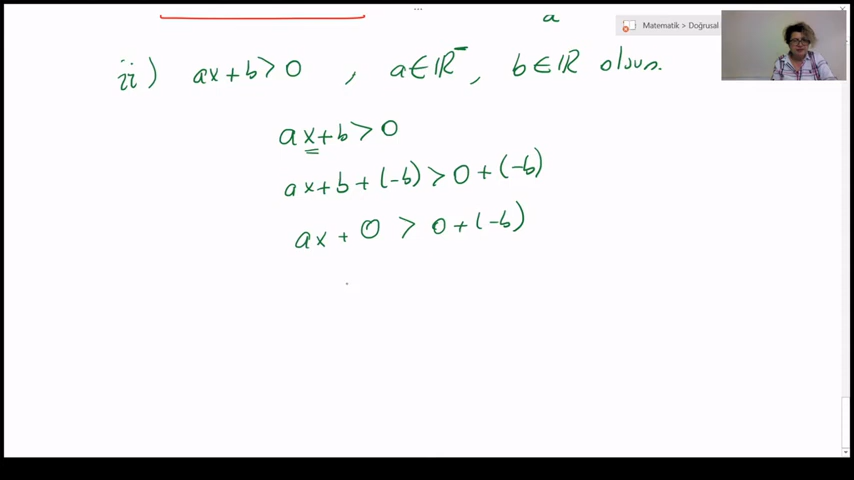 a
Matematik > Doğrusal
ii) ax+b>0 , a∈ℝ⁻, b∈ℝ olsun.
ax+b>0
ax+b+(-b)>0+(-b)
ax+0>0+(-b)